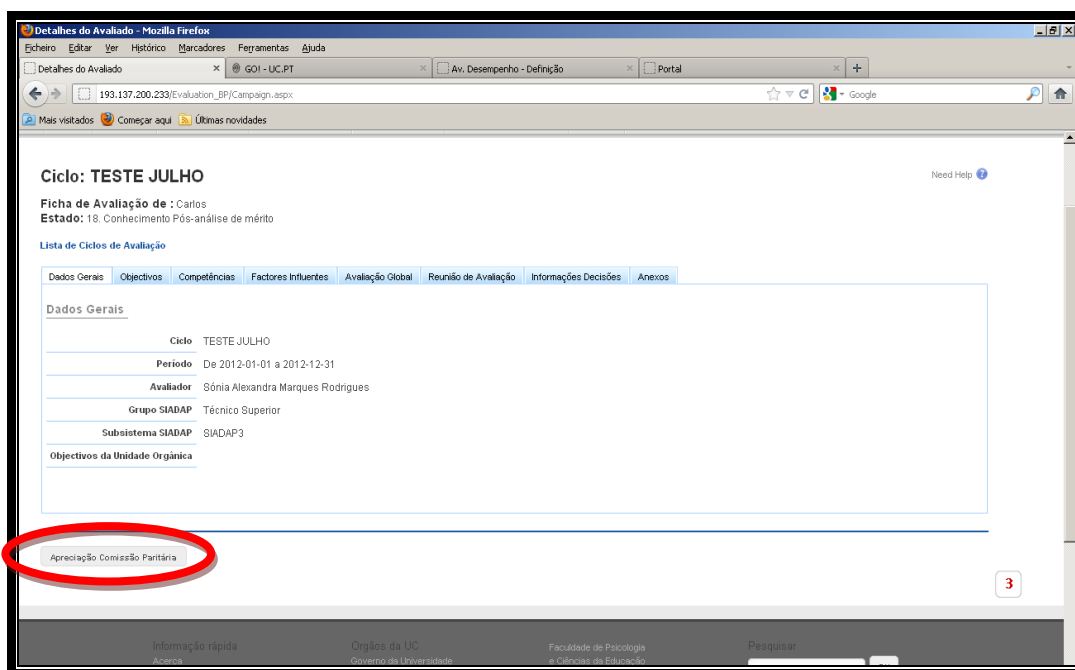 Detalhes do Avaliado - Mozilla Firefox
Ficheiro Editar Ver Histórico Marcadores Ferramentas Ajuda
Detalhes do Avaliado GO! - UC.PT Av. Desempenho - Definição Portal
193.137.200.233/Evaluation_BP/Campaign.aspx Google
Mais visitados Começar aqui Últimas novidades
Ciclo: TESTE JULHO
Need Help ?
Ficha de Avaliação de : Carlos
Estado: 18. Conhecimento Pós-análise de mérito
Lista de Ciclos de Avaliação
Dados Gerais Objectivos Competências Factores Influentes Avaliação Global Reunião de Avaliação Informações Decisões Anexos
Dados Gerais
Ciclo TESTE JULHO
Período De 2012-01-01 a 2012-12-31
Avaliador Sónia Alexandra Marques Rodrigues
Grupo SIADAP Técnico Superior
Subsistema SIADAP SIADAP3
Objectivos da Unidade Orgânica
Apreciação Comissão Paritária
3
Informação rápida Orgãos da UC Faculdade de Psicologia Pesquisar
Acerca Governo da Universidade e Ciências da Educação